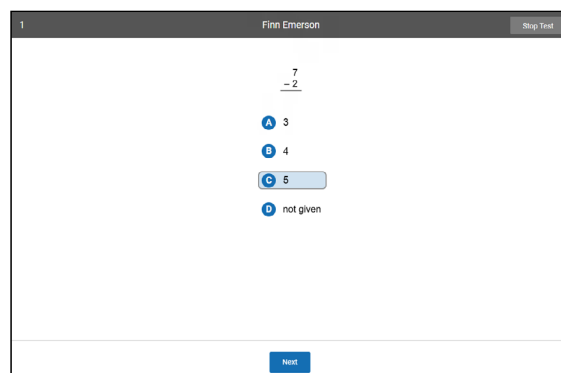 1 Finn Emerson Stop Test
7
– 2
A 3
B 4
C 5
D not given
Next